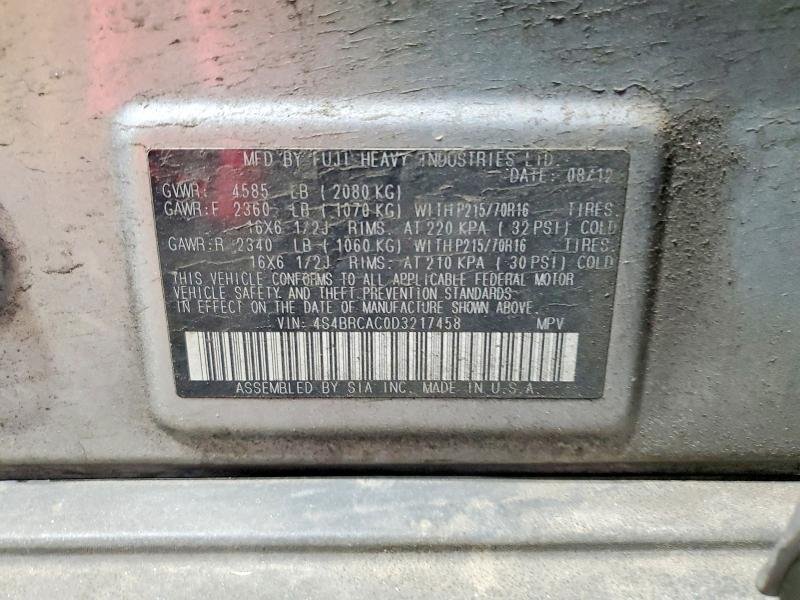 MFD BY FUJI HEAVY INDUSTRIES LTD.
DATE: 08/12
GVWR: 4585 LB ( 2080 KG)
GAWR:F 2360 LB ( 1070 KG) WITH P215/70R16 TIRES.
16X6 1/2J RIMS. AT 220 KPA ( 32 PSI) COLD
GAWR:R 2340 LB ( 1060 KG) WITH P215/70R16 TIRES.
16X6 1/2J RIMS. AT 210 KPA ( 30 PSI) COLD
THIS VEHICLE CONFORMS TO ALL APPLICABLE FEDERAL MOTOR
VEHICLE SAFETY AND THEFT PREVENTION STANDARDS
IN EFFECT ON THE DATE OF MANUFACTURE SHOWN ABOVE.
VIN: 4S4BRCAC0D3217458 MPV
ASSEMBLED BY SIA INC. MADE IN U.S.A.